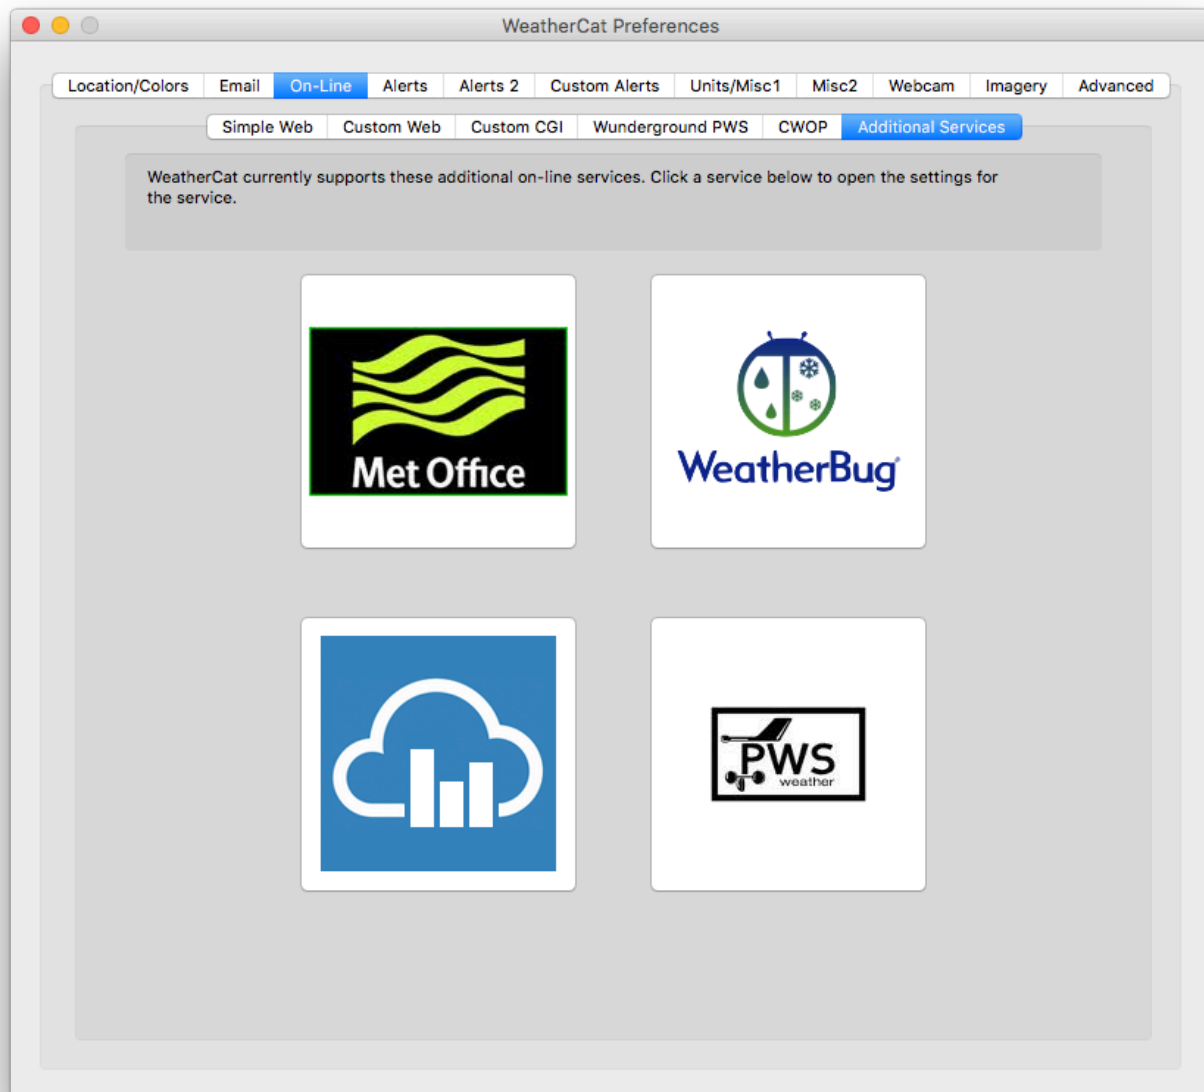 WeatherCat Preferences
Location/Colors Email On-Line Alerts Alerts 2 Custom Alerts Units/Misc1 Misc2 Webcam Imagery Advanced
Simple Web Custom Web Custom CGI Wunderground PWS CWOP Additional Services
WeatherCat currently supports these additional on-line services. Click a service below to open the settings for
the service.
Met Office
WeatherBug
PWS
weather